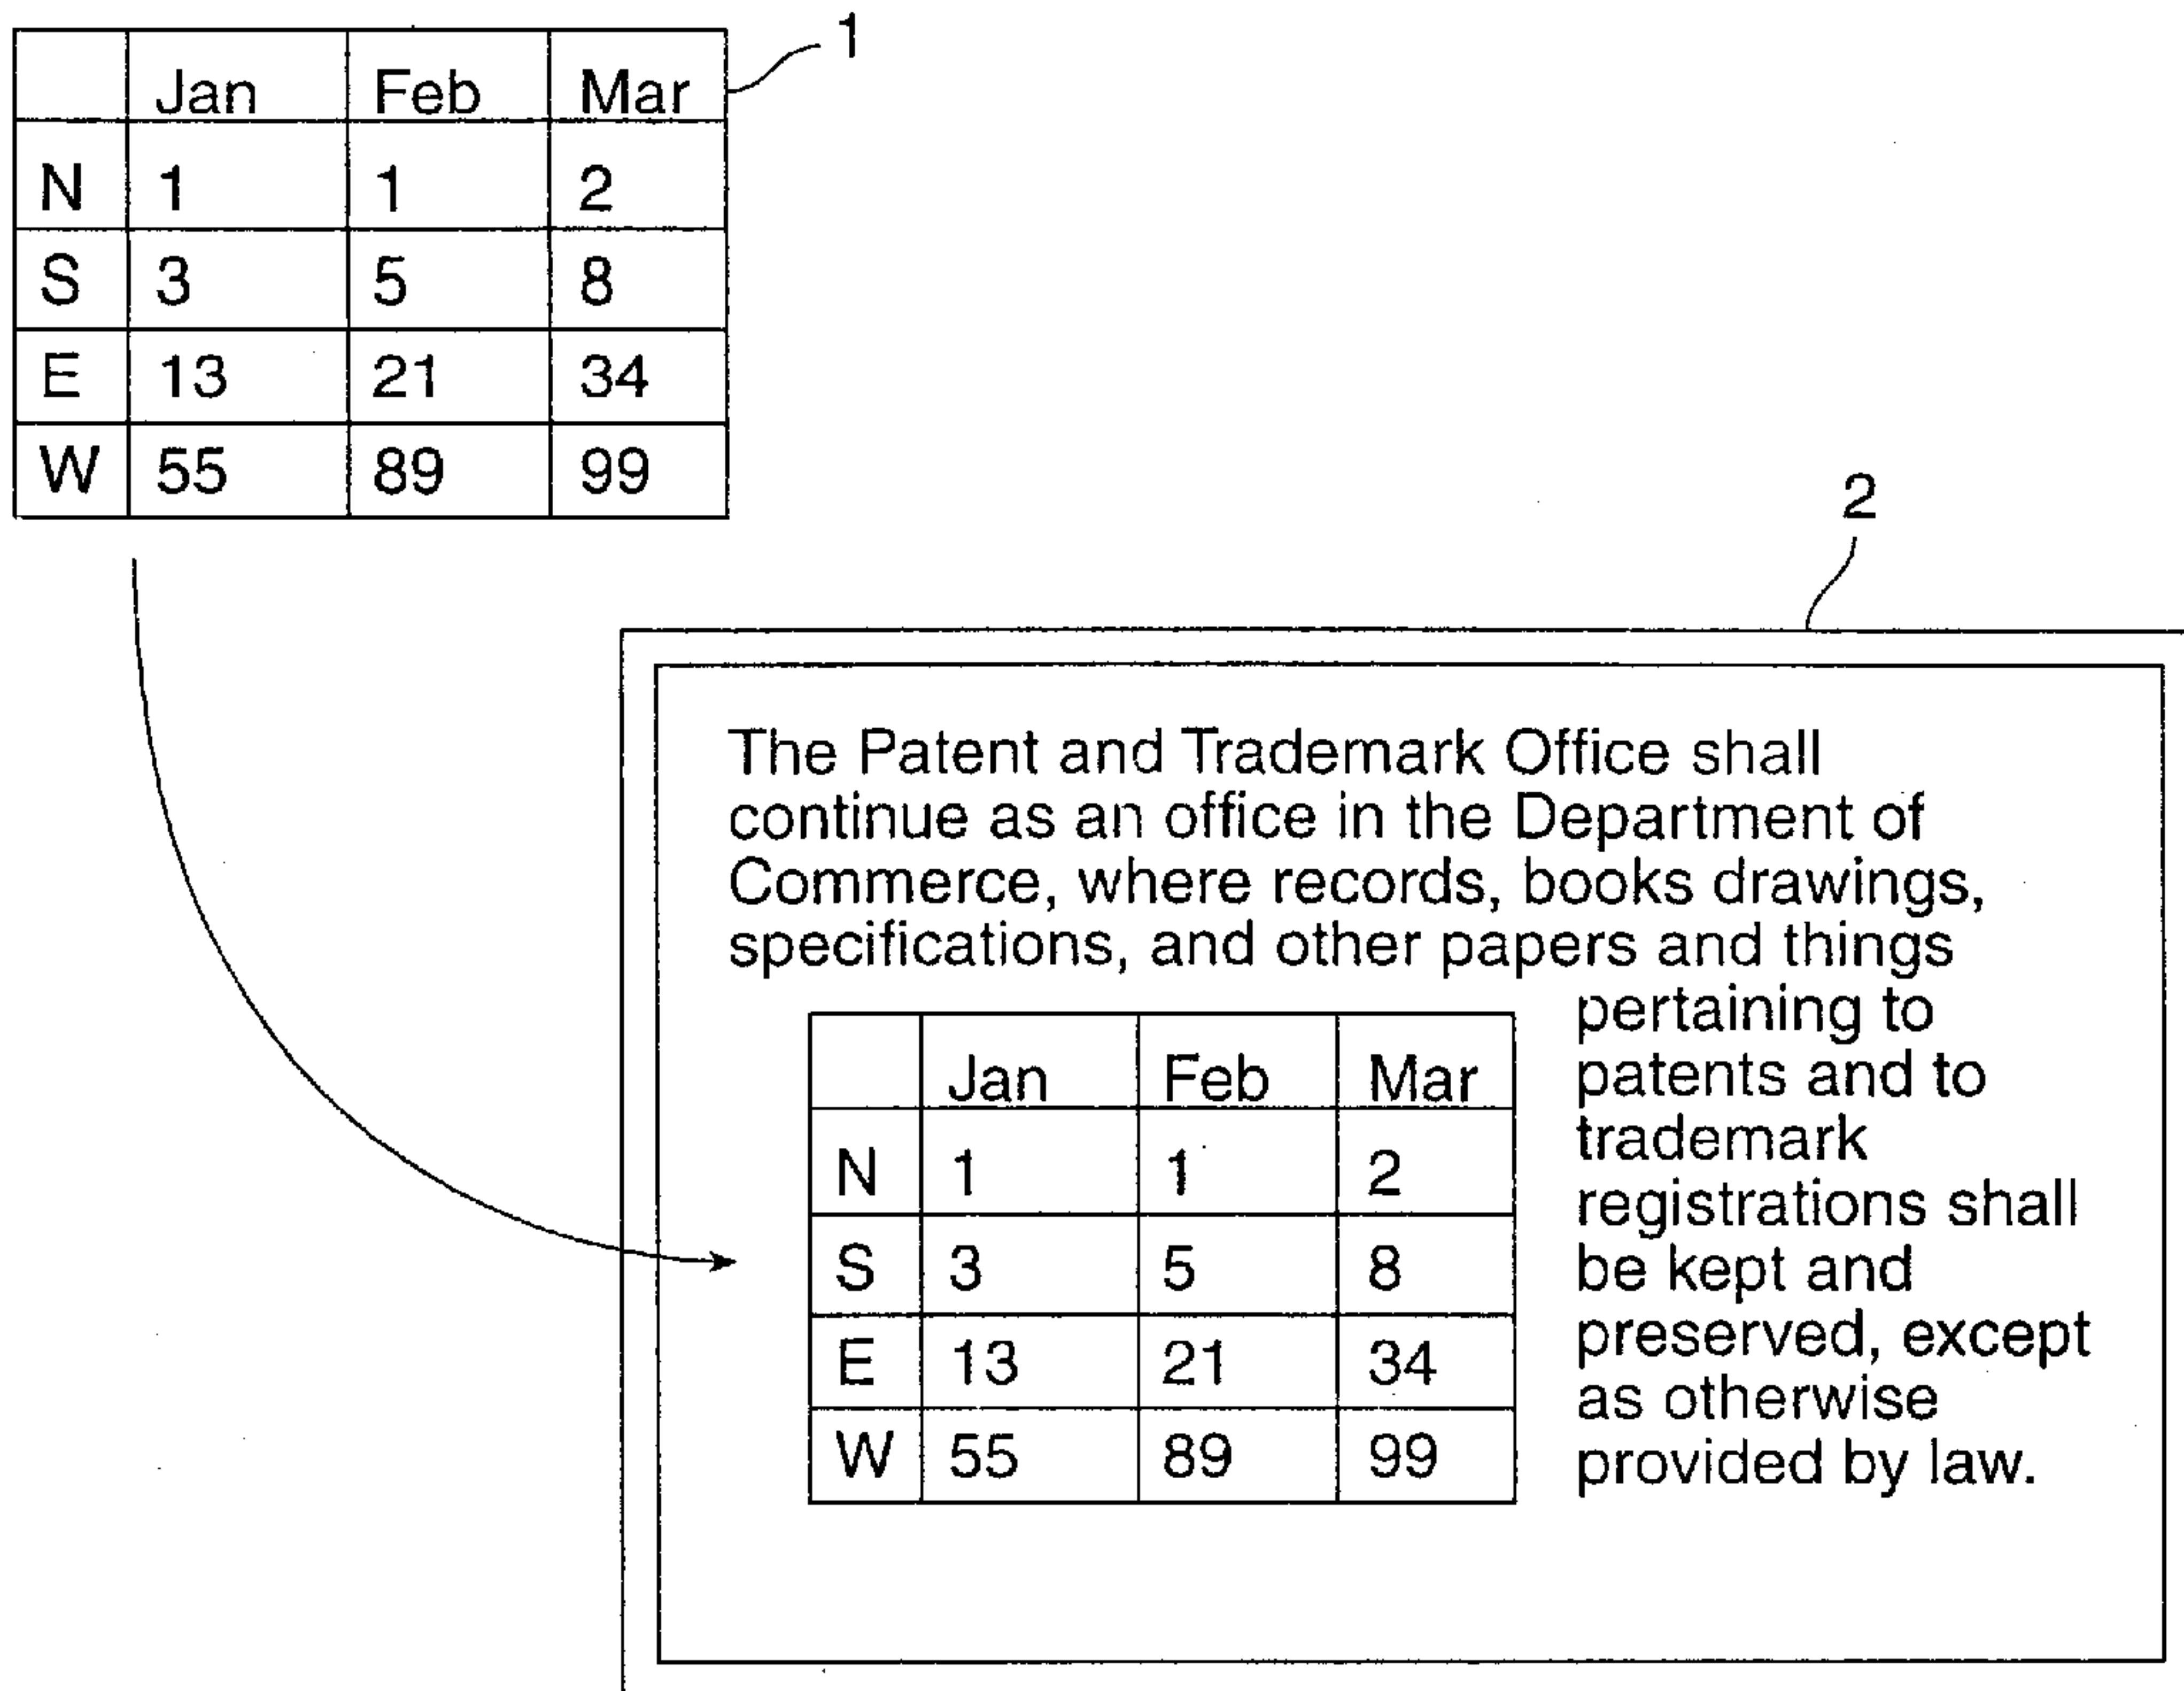 1
Jan Feb Mar
N 1 1 2
S 3 5 8
E 13 21 34
W 55 89 99
2
The Patent and Trademark Office shall
continue as an office in the Department of
Commerce, where records, books drawings,
specifications, and other papers and things
pertaining to
patents and to
trademark
registrations shall
be kept and
preserved, except
as otherwise
provided by law.
Jan Feb Mar
N 1 1 2
S 3 5 8
E 13 21 34
W 55 89 99